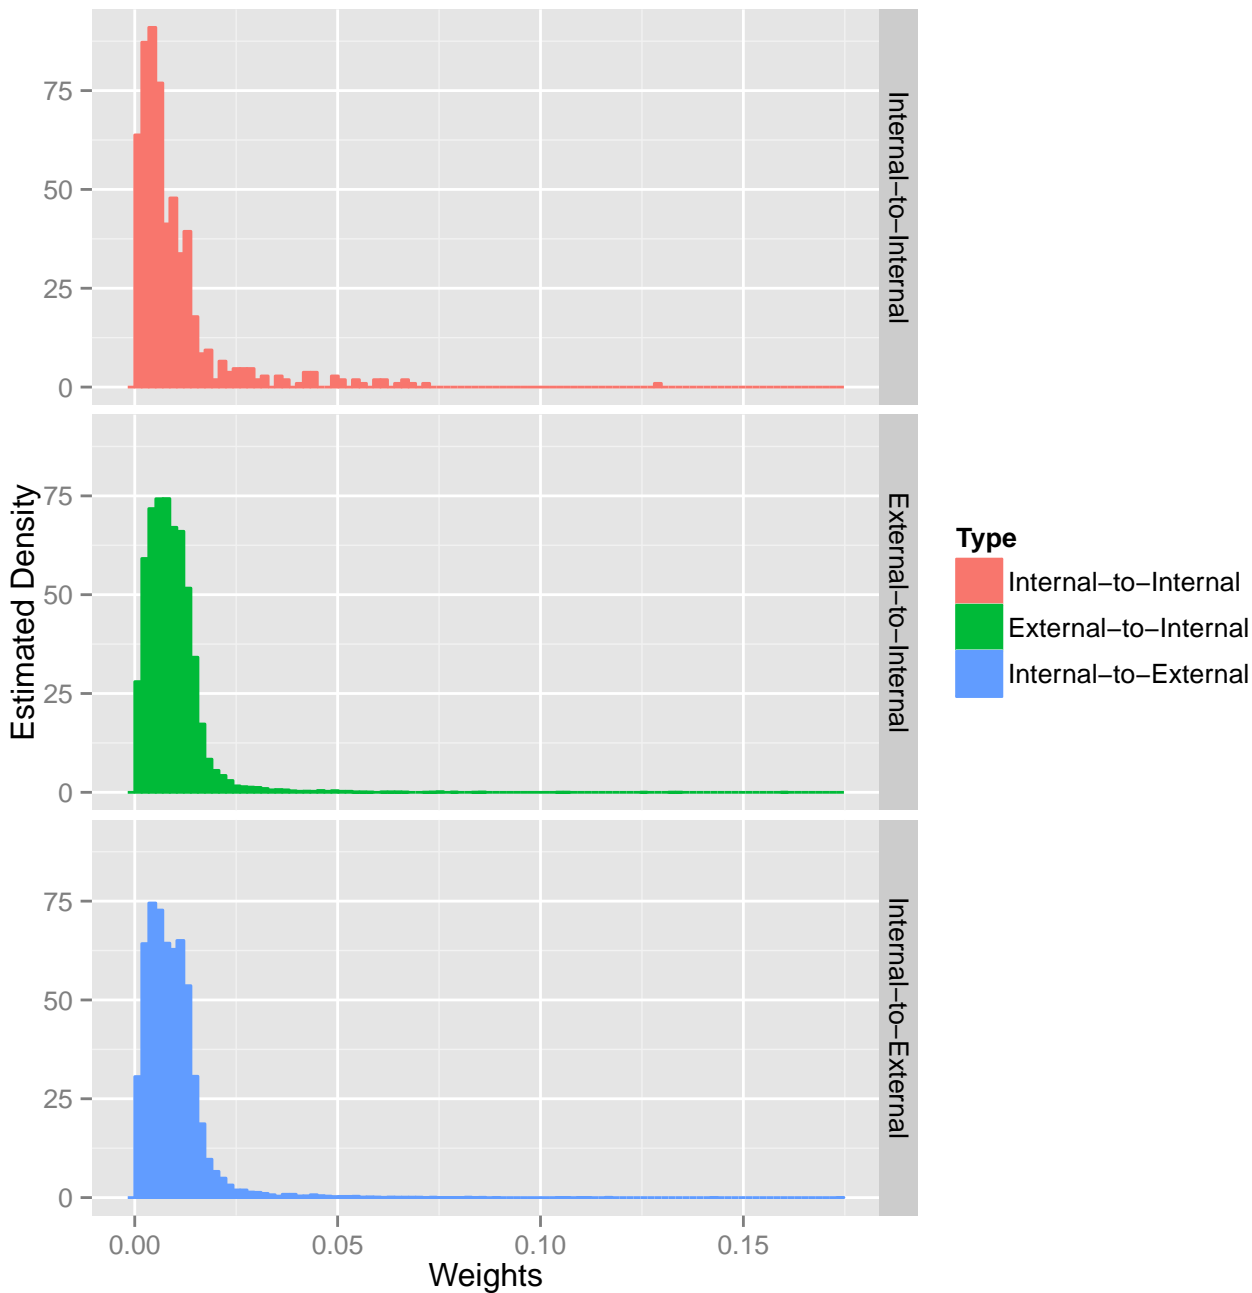 75
50
25
0
Internal−to−Internal
75
50
25
0
External−to−Internal
75
50
25
0
Internal−to−External
Estimated Density
0.00
0.05
0.10
0.15
Weights
Type
Internal−to−Internal
External−to−Internal
Internal−to−External